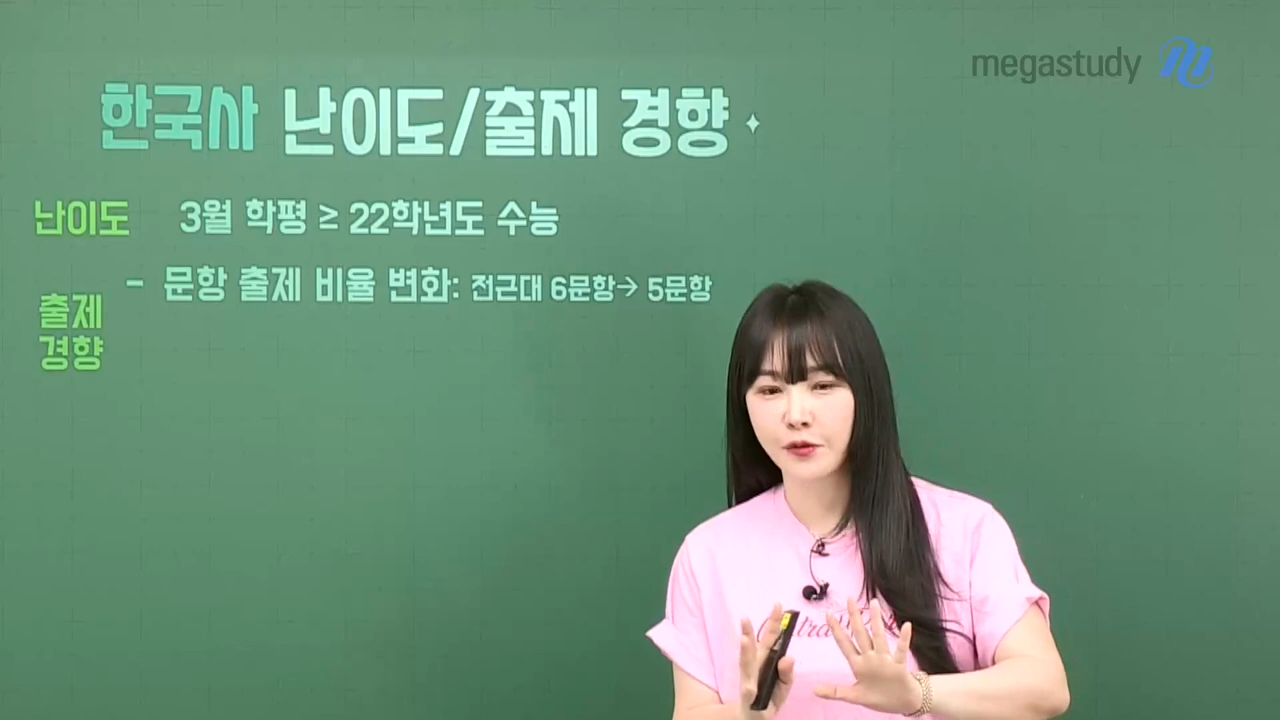 megastudy
한국사 난이도/출제 경향
난이도 3월 학평 ≥ 22학년도 수능
출제 경향
- 문항 출제 비율 변화: 전근대 6문항→ 5문항